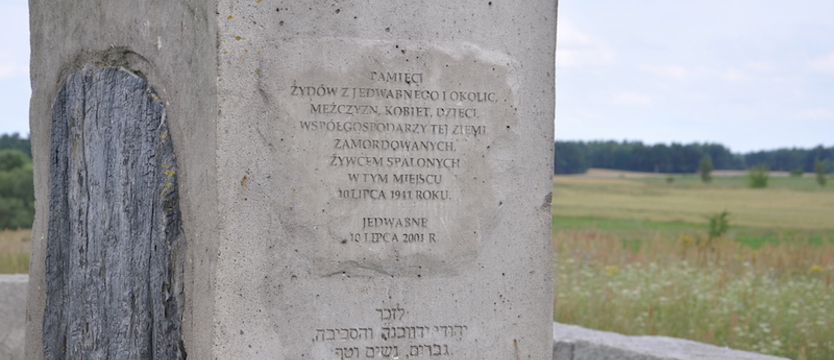 PAMIĘCI
ŻYDÓW Z JEDWABNEGO I OKOLIC,
MĘŻCZYZN, KOBIET, DZIECI,
WSPÓŁGOSPODARZY TEJ ZIEMI,
ZAMORDOWANYCH,
ŻYWCEM SPALONYCH
W TYM MIEJSCU
10 LIPCA 1941 ROKU.
JEDWABNE
10 LIPCA 2001 R.
לזכר
יהודי ידוובנה והסביבה,
גברים, נשים וטף